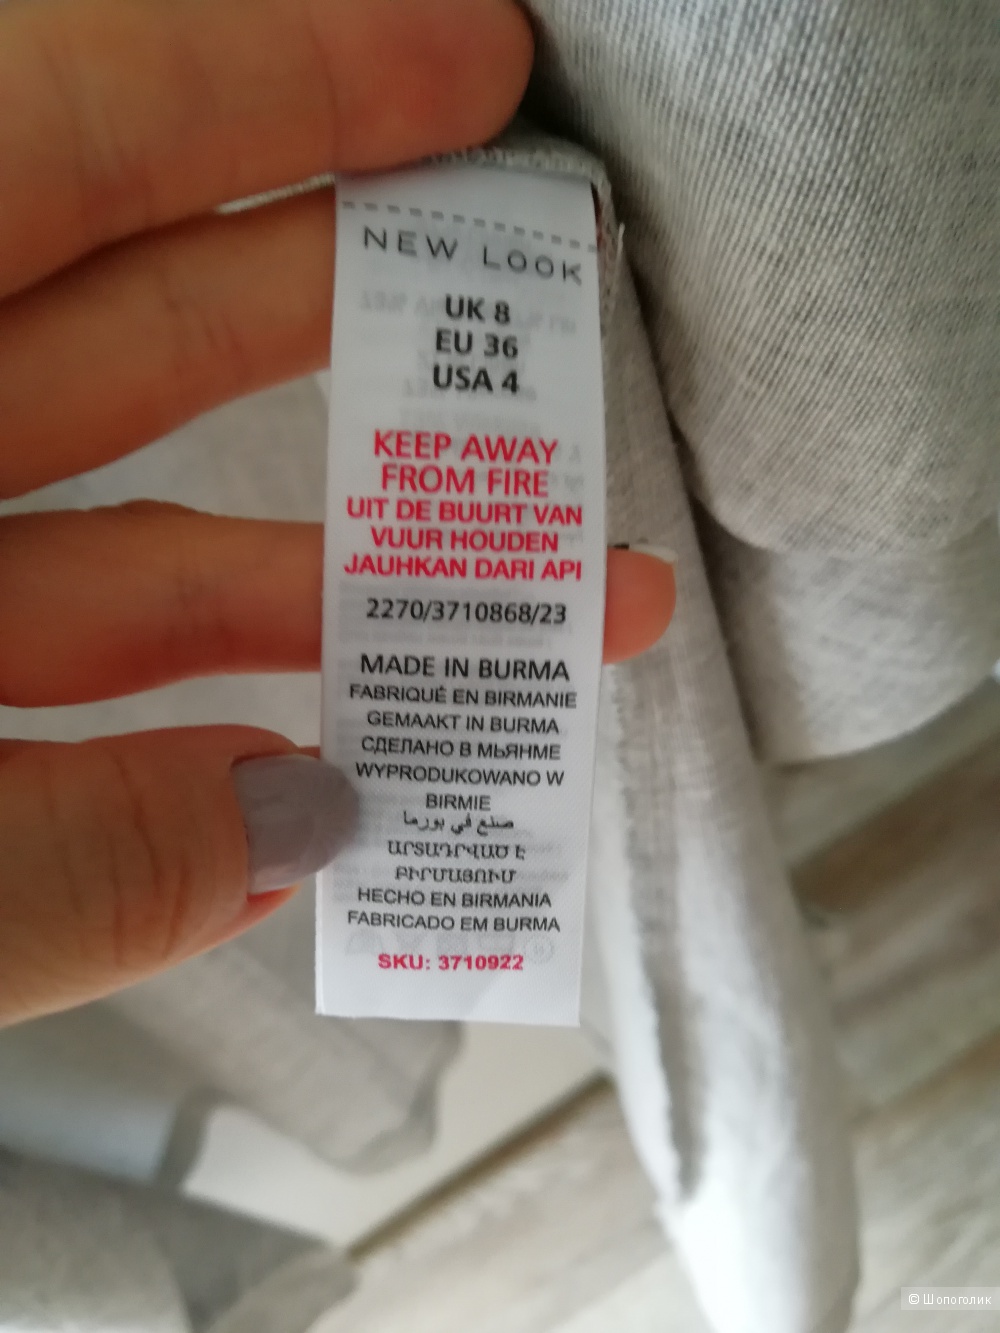 NEW LOOK
UK 8
EU 36
USA 4
KEEP AWAY
FROM FIRE
UIT DE BUURT VAN
VUUR HOUDEN
JAUHKAN DARI API
2270/3710868/23
MADE IN BURMA
FABRIQUÉ EN BIRMANIE
GEMAAKT IN BURMA
СДЕЛАНО В МЬЯНМЕ
WYPRODUKOWANO W
BIRMIE
صنع في بورما
ԱՐՏԱԴՐՎԱԾ Է
ԲԻՐՄԱՅՈՒՄ
HECHO EN BIRMANIA
FABRICADO EM BURMA
SKU: 3710922
© Шопоголик